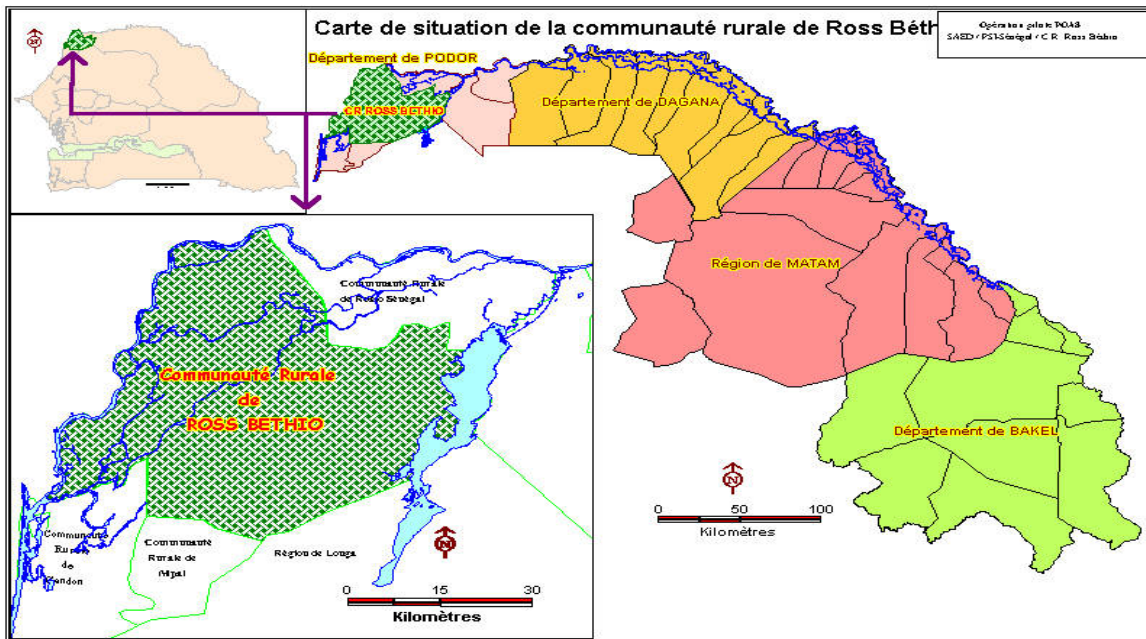 Carte de situation de la communauté rurale de Ross Béth
Opération pilote POAS
SAED / PSI-Sénégal / C.R. Ross Béthio
N
Département de PODOR
CR ROSS BETHIO
Département de DAGANA
Région de MATAM
Département de BAKEL
N
0 50 100
Kilomètres
Communauté Rurale
de Rosso Sénégal
Communauté Rurale
de
ROSS BETHIO
Communauté
Rurale
de
Communauté
Rurale de
Région de Louga
N
0 15 30
Kilomètres